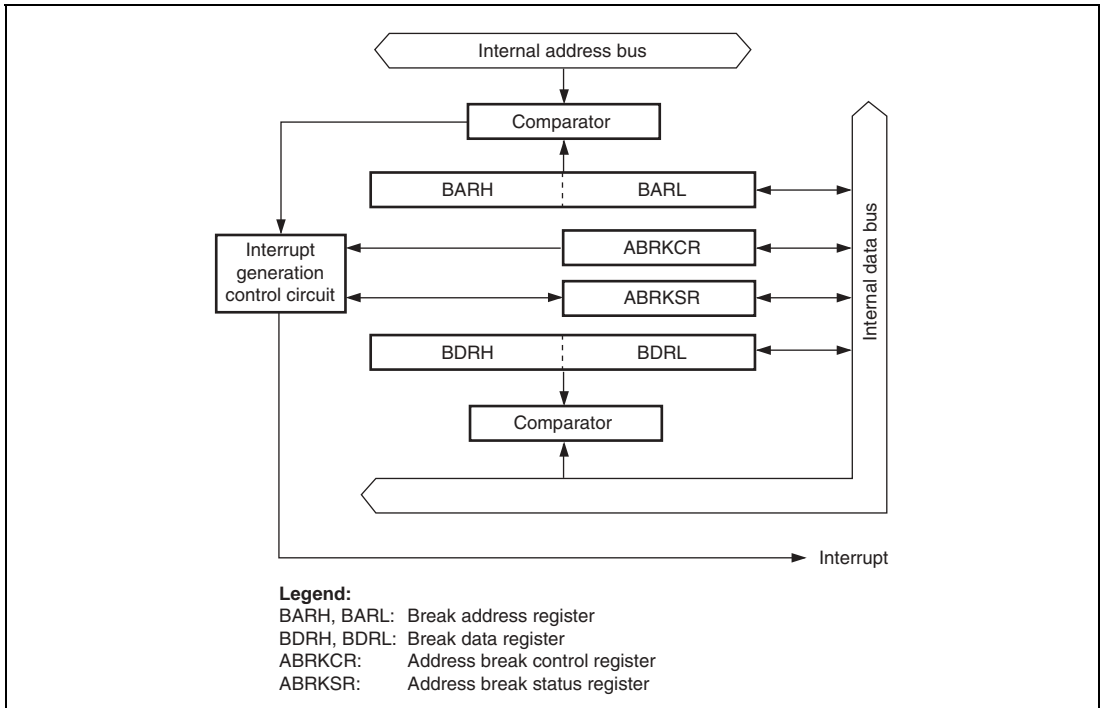 Internal address bus
Comparator
BARH BARL
Internal data bus
Interrupt
generation
control circuit
ABRKCR
ABRKSR
BDRH BDRL
Comparator
Interrupt
Legend:
BARH, BARL: Break address register
BDRH, BDRL: Break data register
ABRKCR: Address break control register
ABRKSR: Address break status register